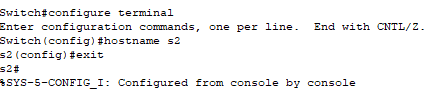 Switch#configure terminal
Enter configuration commands, one per line.  End with CNTL/Z.
Switch(config)#hostname s2
s2(config)#exit
s2#
%SYS-5-CONFIG_I: Configured from console by console